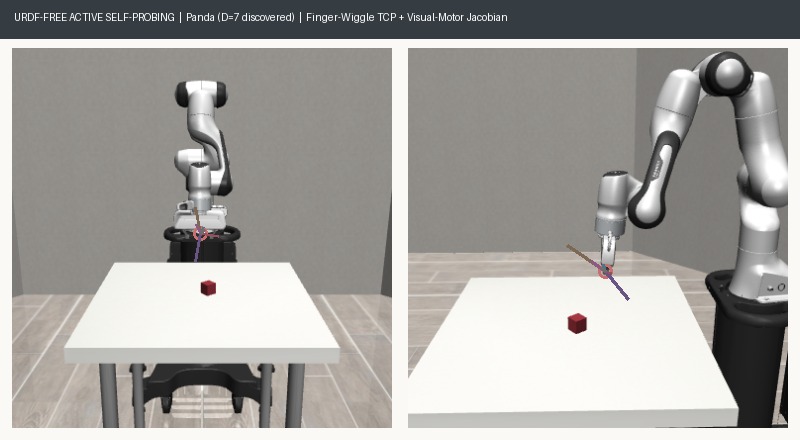 URDF-FREE ACTIVE SELF-PROBING | Panda (D=7 discovered) | Finger-Wiggle TCP + Visual-Motor Jacobian